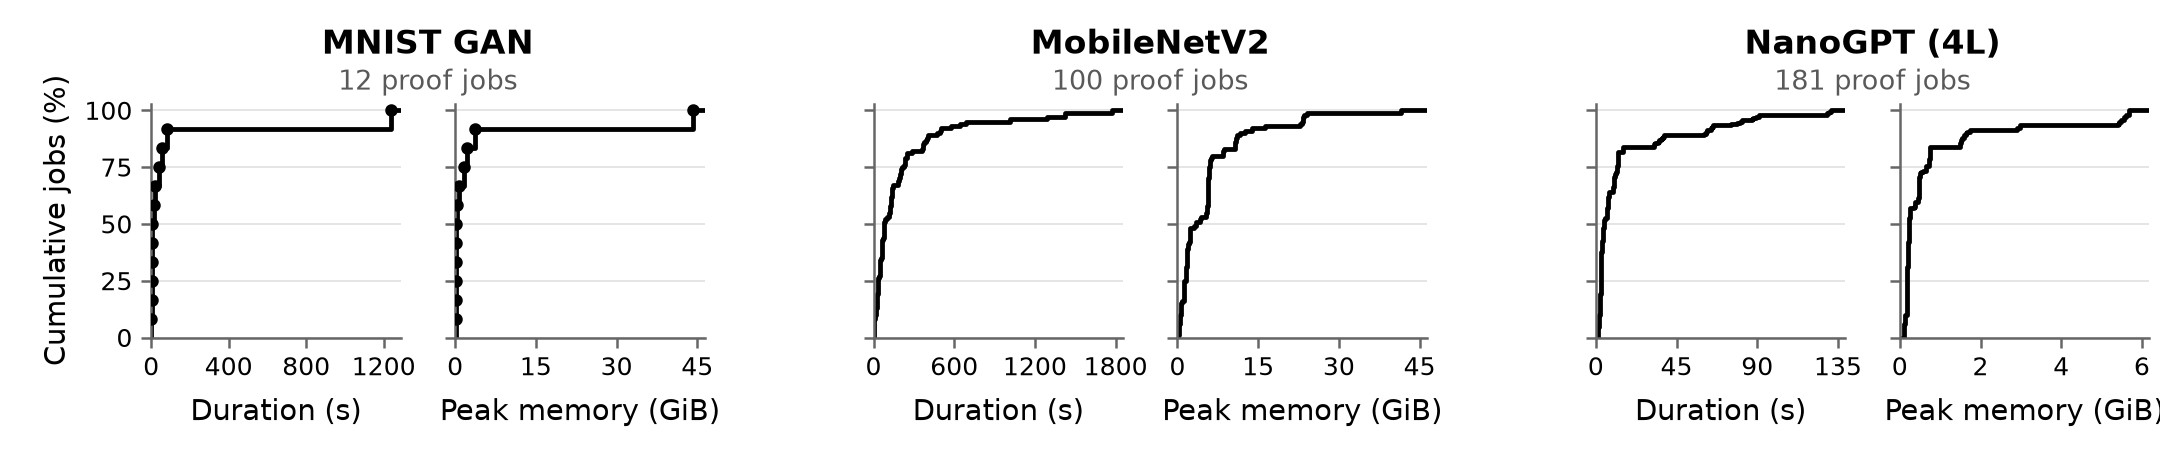 MNIST GAN
12 proof jobs
MobileNetV2
100 proof jobs
NanoGPT (4L)
181 proof jobs
Cumulative jobs (%)
100
75
50
25
0
0 400 800 1200
0 15 30 45
0 600 1200 1800
0 15 30 45
0 45 90 135
0 2 4 6
Duration (s)
Peak memory (GiB)
Duration (s)
Peak memory (GiB)
Duration (s)
Peak memory (GiB)